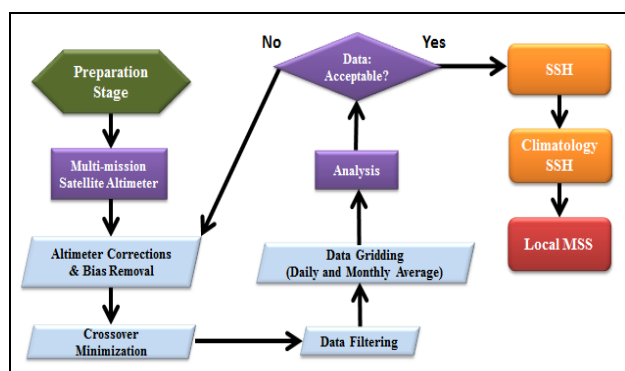 Preparation
Stage
Multi-mission
Satellite Altimeter
Altimeter Corrections
& Bias Removal
Crossover
Minimization
Data Filtering
Data Gridding
(Daily and Monthly Average)
Analysis
Data:
Acceptable?
No
Yes
SSH
Climatology
SSH
Local MSS